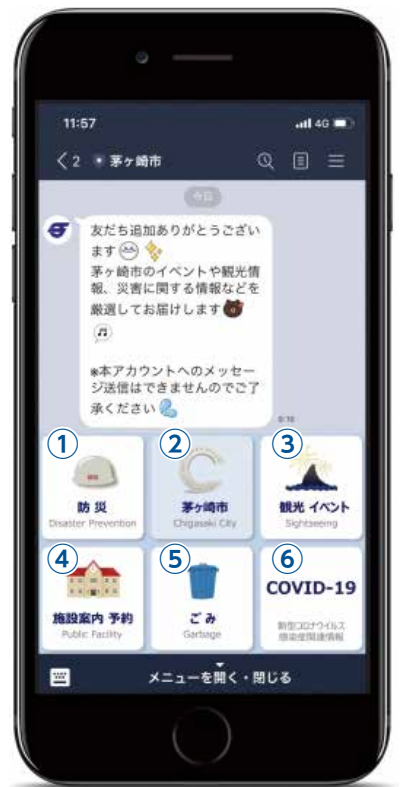 11:57
4G
2 茅ヶ崎市
今日
友だち追加ありがとうござい
ます
茅ヶ崎市のイベントや観光情
報、災害に関する情報などを
厳選してお届けします
※本アカウントへのメッセー
ジ送信はできませんのでご了
承ください
① ② ③
防災 茅ヶ崎市 観光 イベント
Disaster Prevention Chigasaki City Sightseeing
④ ⑤ ⑥
COVID-19
施設案内 予約 ごみ 新型コロナウイルス
Public Facility Garbage 感染症関連情報
メニューを開く・閉じる